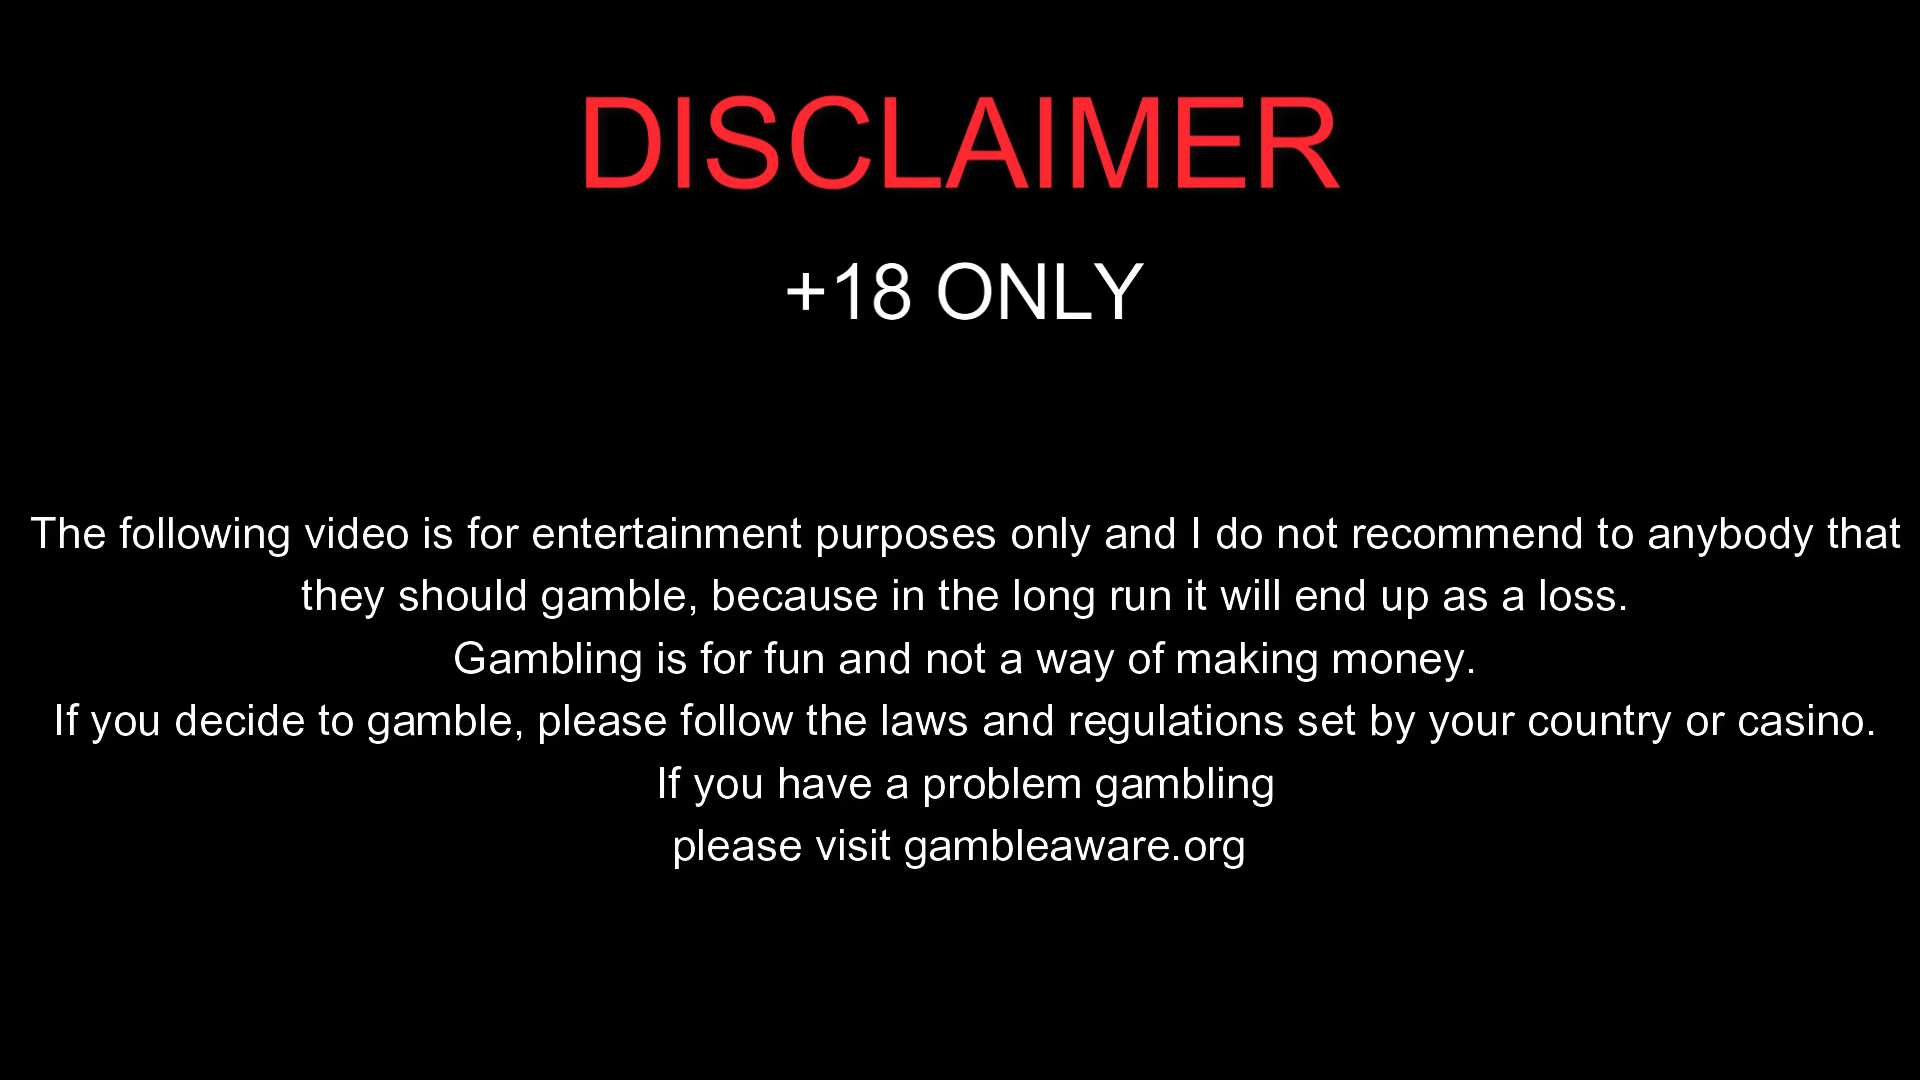 DISCLAIMER
+18 ONLY
The following video is for entertainment purposes only and I do not recommend to anybody that
they should gamble, because in the long run it will end up as a loss.
Gambling is for fun and not a way of making money.
If you decide to gamble, please follow the laws and regulations set by your country or casino.
If you have a problem gambling
please visit gambleaware.org